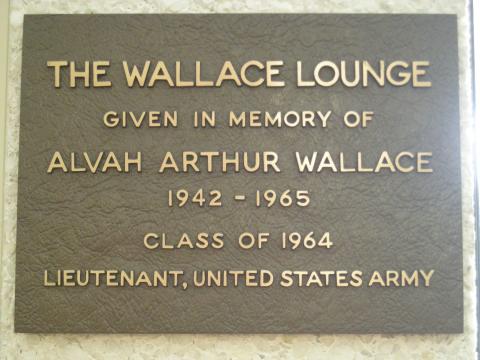 THE WALLACE LOUNGE
GIVEN IN MEMORY OF
ALVAH ARTHUR WALLACE
1942 - 1965
CLASS OF 1964
LIEUTENANT, UNITED STATES ARMY